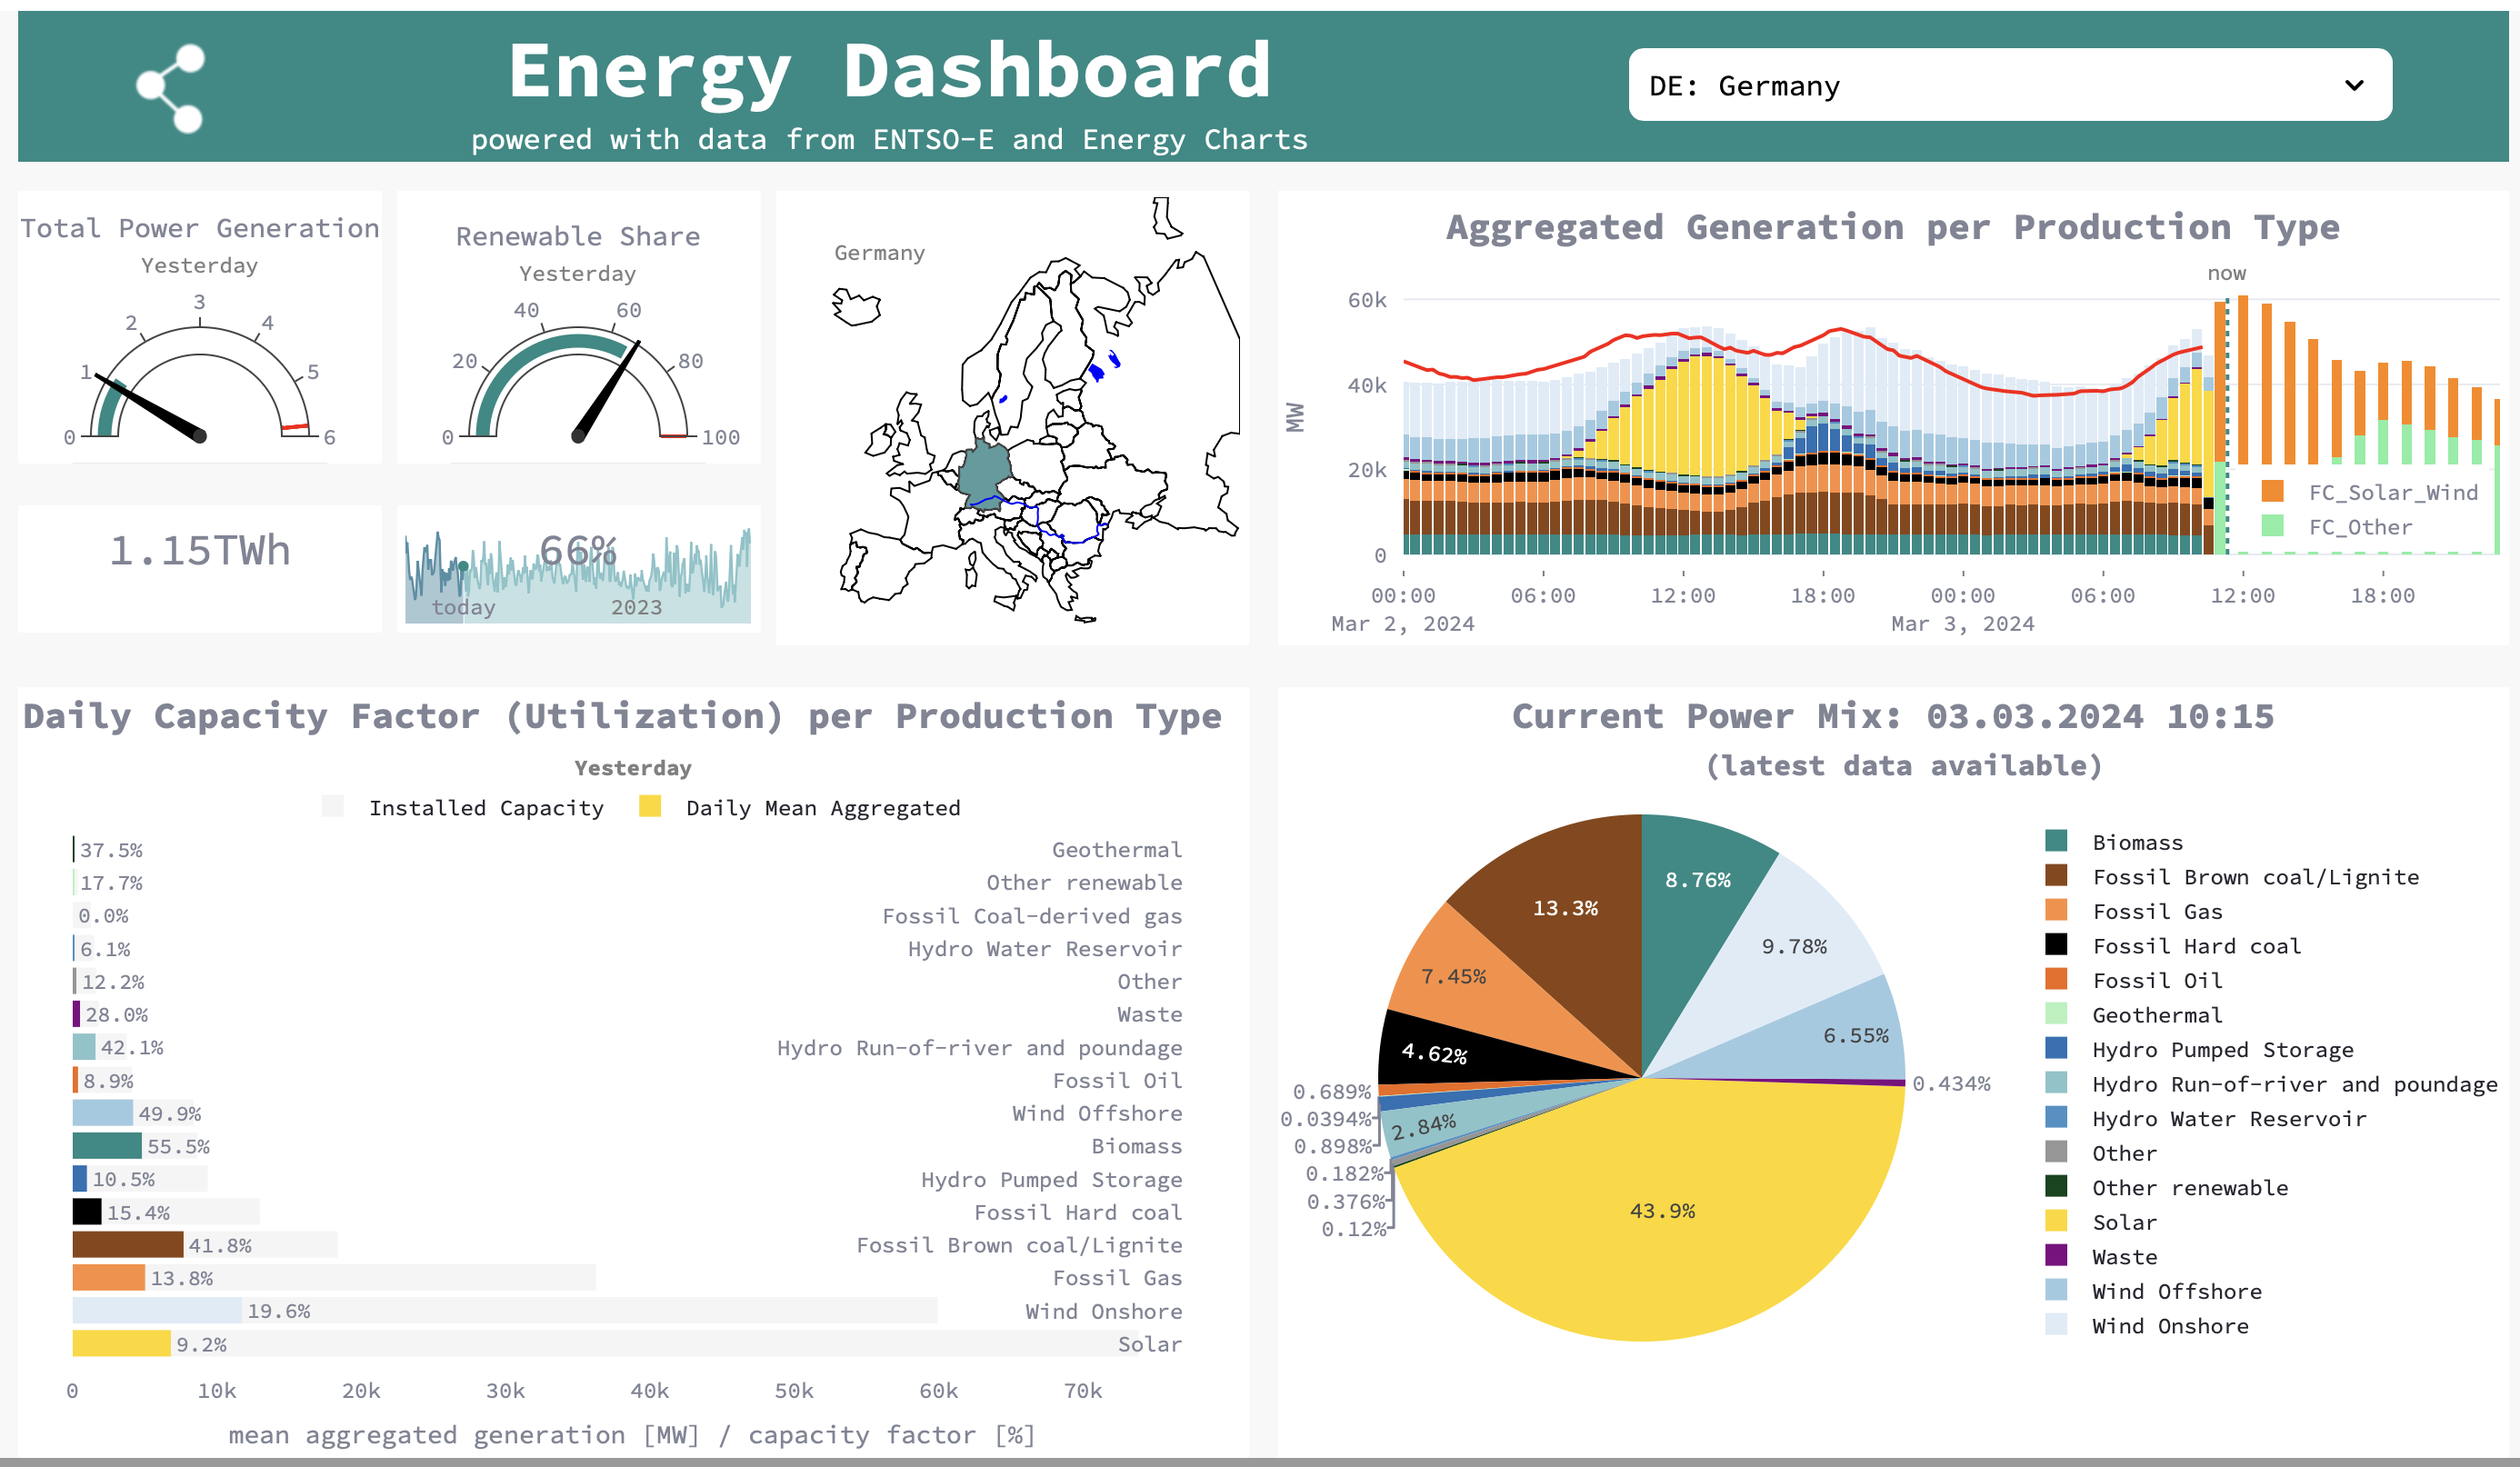 Energy Dashboard
powered with data from ENTSO-E and Energy Charts
DE: Germany
Total Power Generation
Yesterday
0
1
2
3
4
5
6
1.15TWh
Renewable Share
Yesterday
0
20
40
60
80
100
66%
today
2023
Germany
Aggregated Generation per Production Type
now
60k
40k
20k
0
MW
FC_Solar_Wind
FC_Other
00:00 06:00 12:00 18:00 00:00 06:00 12:00 18:00
Mar 2, 2024 Mar 3, 2024
Daily Capacity Factor (Utilization) per Production Type
Yesterday
Installed Capacity Daily Mean Aggregated
37.5% Geothermal
17.7% Other renewable
0.0% Fossil Coal-derived gas
6.1% Hydro Water Reservoir
12.2% Other
28.0% Waste
42.1% Hydro Run-of-river and poundage
8.9% Fossil Oil
49.9% Wind Offshore
55.5% Biomass
10.5% Hydro Pumped Storage
15.4% Fossil Hard coal
41.8% Fossil Brown coal/Lignite
13.8% Fossil Gas
19.6% Wind Onshore
9.2% Solar
0 10k 20k 30k 40k 50k 60k 70k
mean aggregated generation [MW] / capacity factor [%]
Current Power Mix: 03.03.2024 10:15
(latest data available)
8.76%
13.3%
9.78%
7.45%
6.55%
4.62%
0.434%
0.689%
0.0394%
2.84%
0.898%
0.182%
0.376%
0.12%
43.9%
Biomass
Fossil Brown coal/Lignite
Fossil Gas
Fossil Hard coal
Fossil Oil
Geothermal
Hydro Pumped Storage
Hydro Run-of-river and poundage
Hydro Water Reservoir
Other
Other renewable
Solar
Waste
Wind Offshore
Wind Onshore